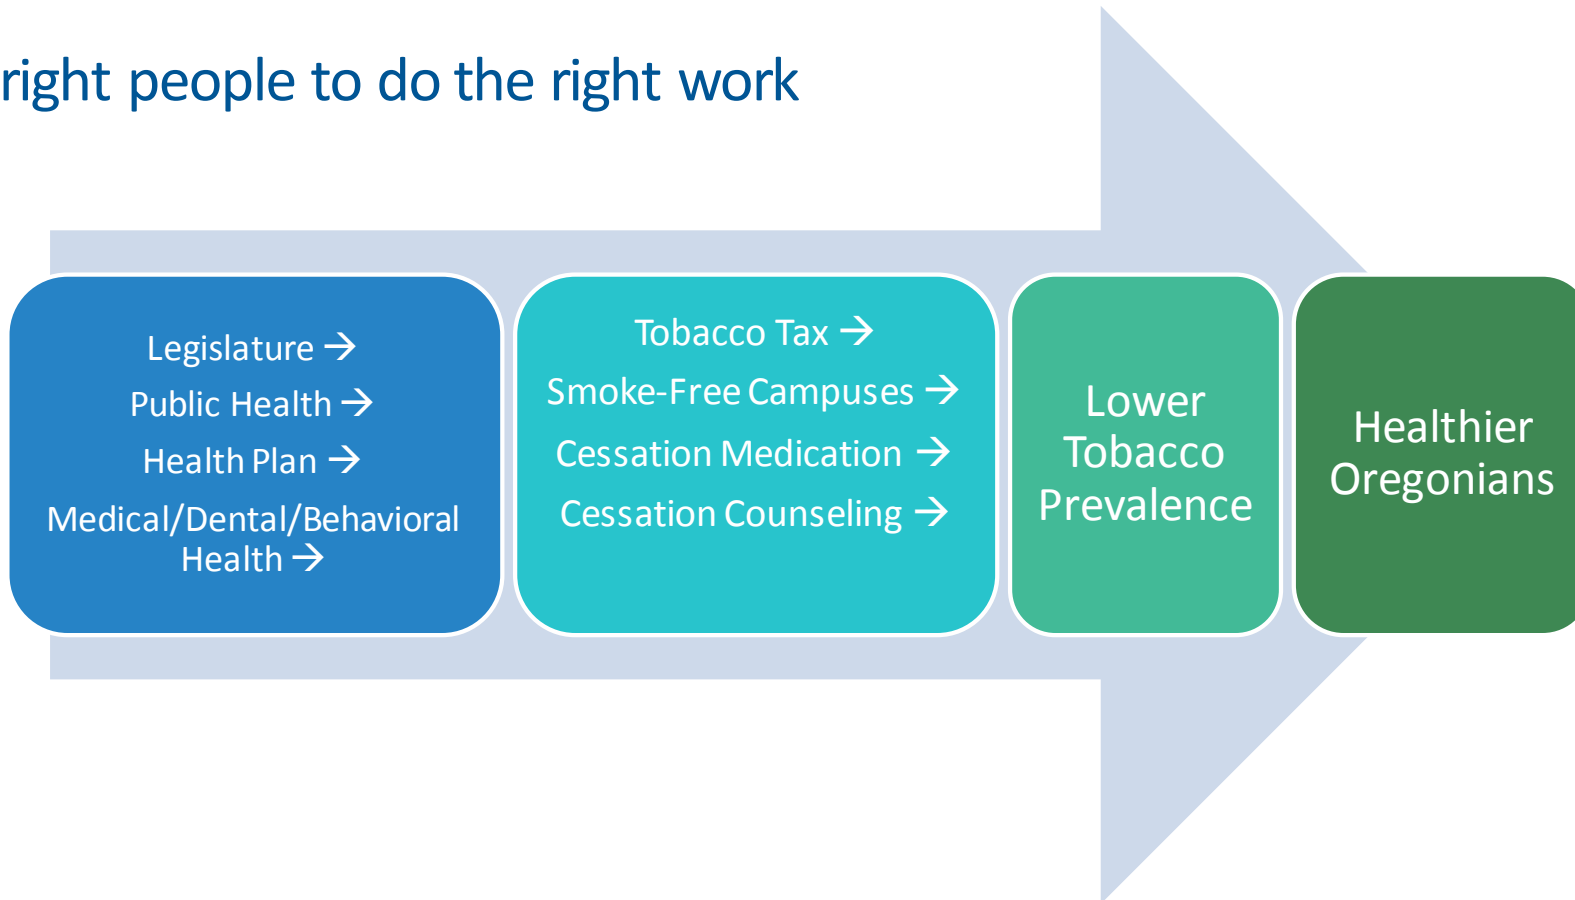 right people to do the right work
Legislature →
Public Health →
Health Plan →
Medical/Dental/Behavioral
Health →
Tobacco Tax →
Smoke-Free Campuses →
Cessation Medication →
Cessation Counseling →
Lower
Tobacco
Prevalence
Healthier
Oregonians